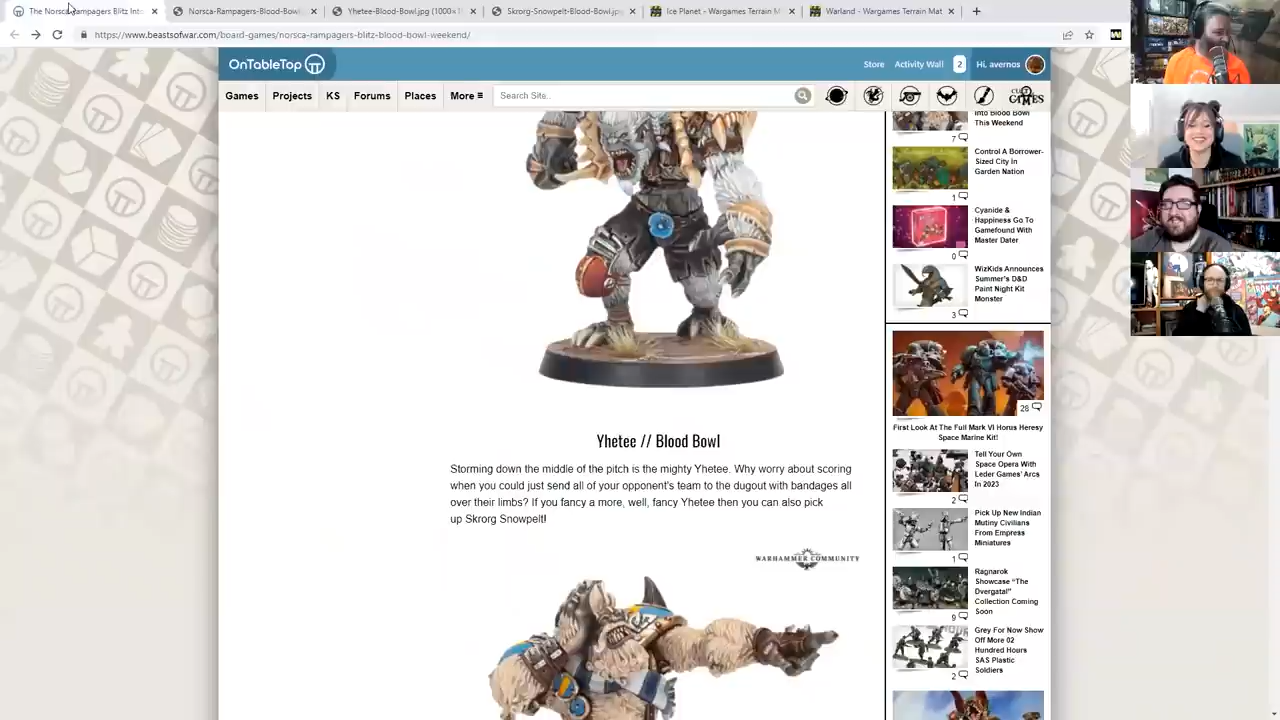 The Norsca Rampagers Blitz Into
Norsca-Rampagers-Blood-Bowl
Yhetee-Blood-Bowl.jpg (1000×1
Skrorg-Snowpelt-Blood-Bowl.jpg
Ice Planet - Wargames Terrain M
Warland - Wargames Terrain Mat
https://www.beastsofwar.com/board-games/norsca-rampagers-blitz-blood-bowl-weekend
OnTableTop
Store
Activity Wall
2
Hi, avernos
Games
Projects
KS
Forums
Places
Search Site..
GAMES
Into Blood Bowl
This Weekend
7
Control A Borrower-
Sized City In
Garden Nation
1
Cyanide &
Happiness Go To
Gamefound With
Master Dater
0
WizKids Announces
Summer's D&D
Paint Night Kit
Monster
3
28
First Look At The Full Mark VI Horus Heresy
Space Marine Kit!
Yhetee // Blood Bowl
Storming down the middle of the pitch is the mighty Yhetee. Why worry about scoring
when you could just send all of your opponent's team to the dugout with bandages all
over their limbs? If you fancy a more, well, fancy Yhetee then you can also pick
up Skrorg Snowpelt!
WARHAMMER COMMUNITY
Tell Your Own
Space Opera With
Leder Games' Arcs
In 2023
2
Pick Up New Indian
Mutiny Civilians
From Empress
Miniatures
1
Ragnarok
Showcase “The
Dvergatal”
Collection Coming
Soon
9
Grey For Now Show
Off More 02
Hundred Hours
SAS Plastic
Soldiers
2